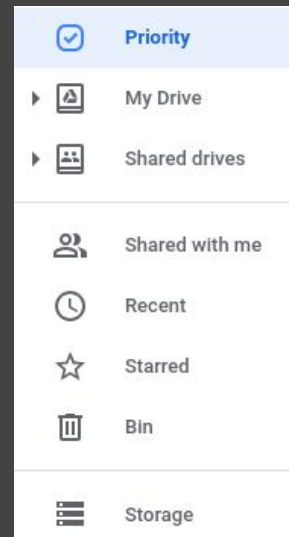 Priority
My Drive
Shared drives
Shared with me
Recent
Starred
Bin
Storage